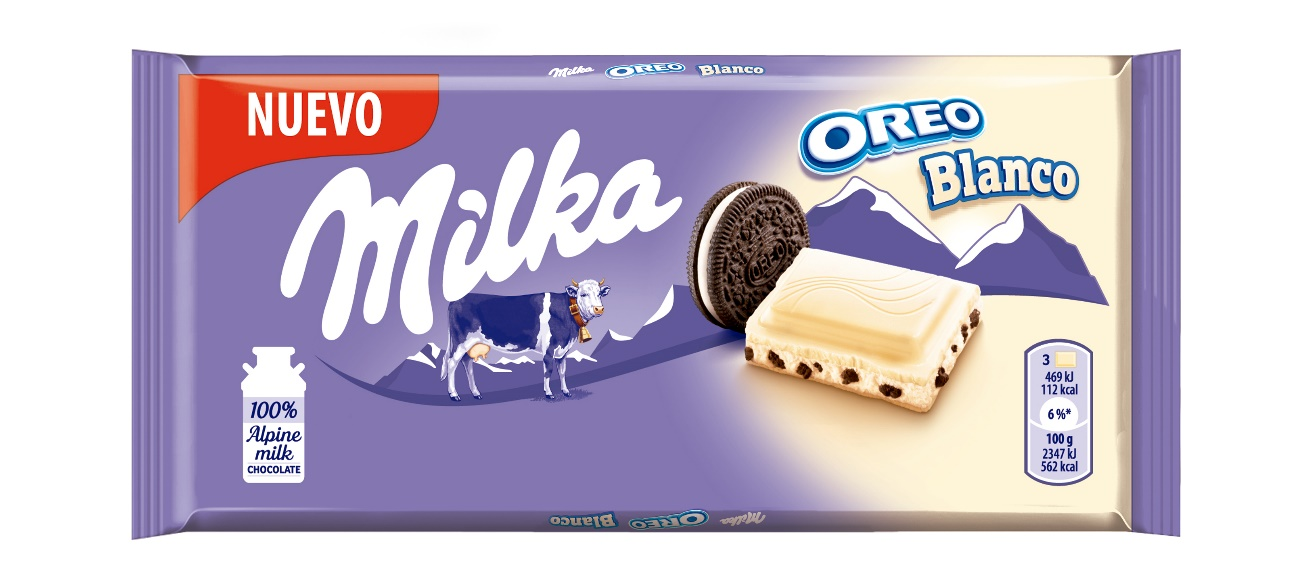 Milka OREO Blanco
NUEVO
Milka
OREO
Blanco
OREO
100%
Alpine
milk
CHOCOLATE
3
469 kJ
112 kcal
6 %*
100 g
2347 kJ
562 kcal
Milka OREO Blanco